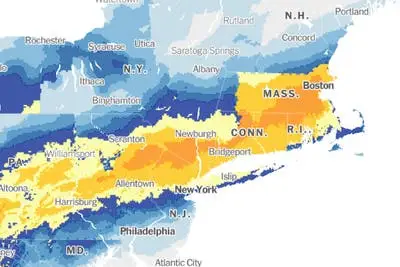 Watertown
N.H.
Portland
Rutland
Rochester
Utica
Concord
Syracuse
Saratoga Springs
N.Y.
Albany
Ithaca
Boston
MASS.
Binghamton
Scranton
Newburgh
CONN.
R.I.
Williamsport
PA.
Bridgeport
Altoona
Allentown
Islip
New York
Harrisburg
N.J.
Philadelphia
MD.
Atlantic City